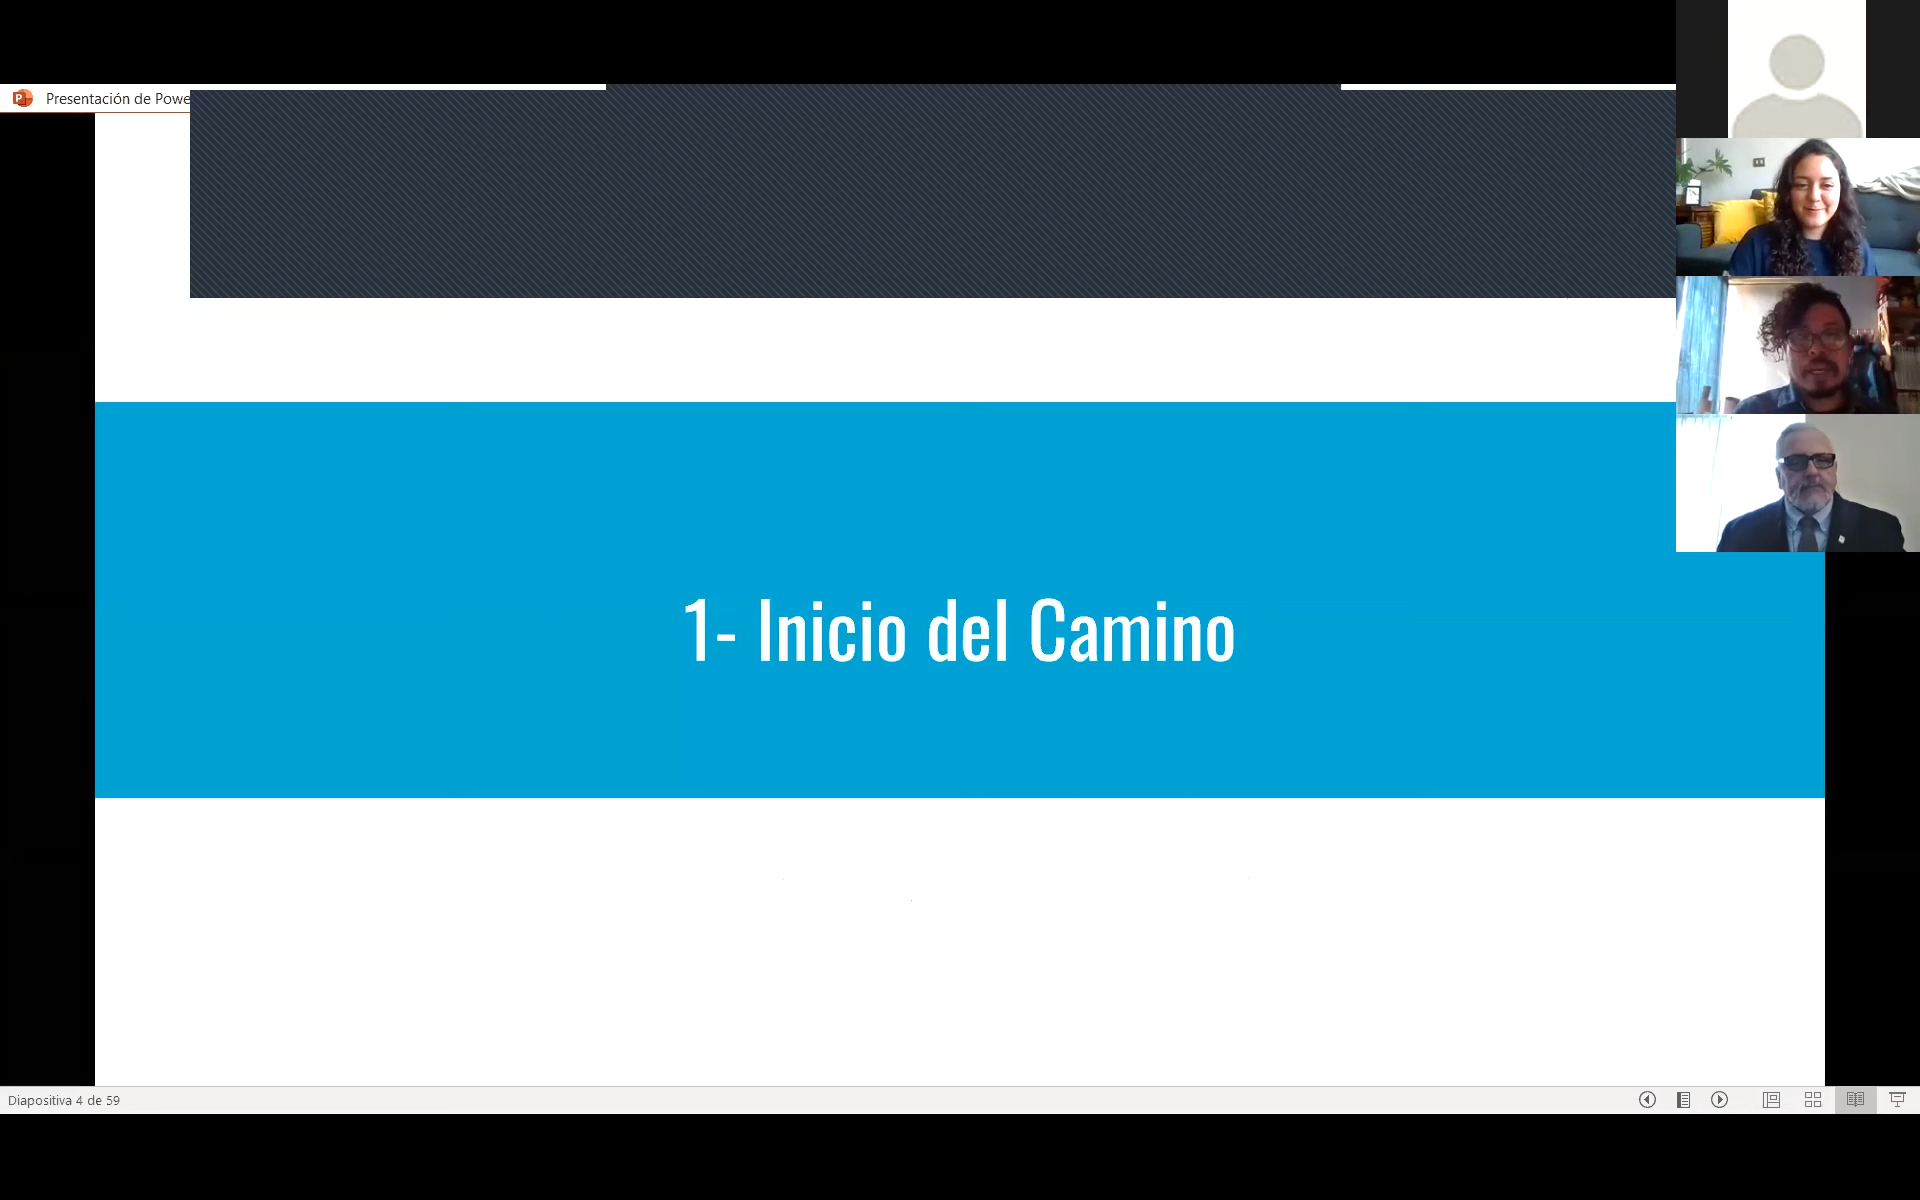 Presentación de Powe
1- Inicio del Camino
Diapositiva 4 de 59